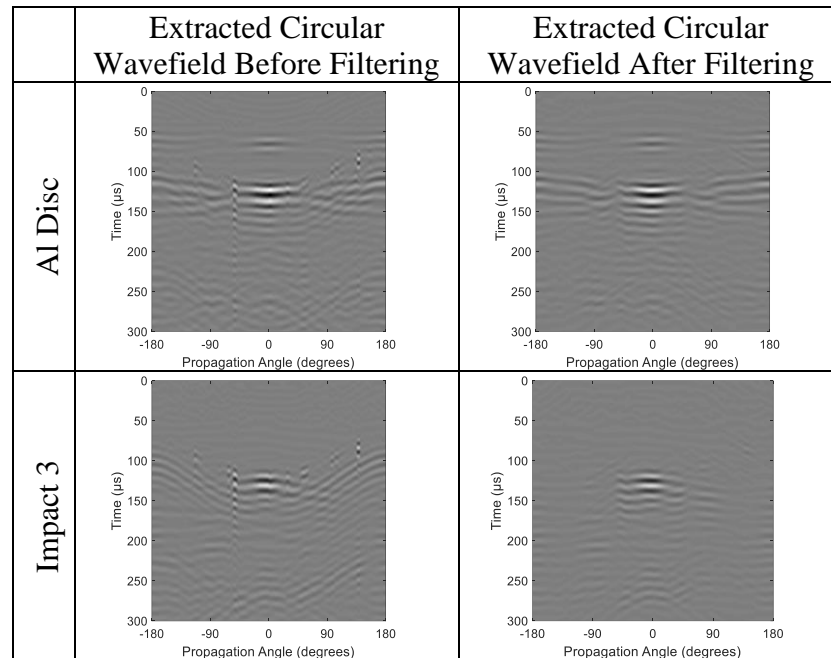 Extracted Circular
Wavefield Before Filtering
Extracted Circular
Wavefield After Filtering
Al Disc
0
50
100
150
200
250
300
Time (µs)
-180 -90 0 90 180
Propagation Angle (degrees)
0
50
100
150
200
250
300
Time (µs)
-180 -90 0 90 180
Propagation Angle (degrees)
Impact 3
0
50
100
150
200
250
300
Time (µs)
-180 -90 0 90 180
Propagation Angle (degrees)
0
50
100
150
200
250
300
Time (µs)
-180 -90 0 90 180
Propagation Angle (degrees)